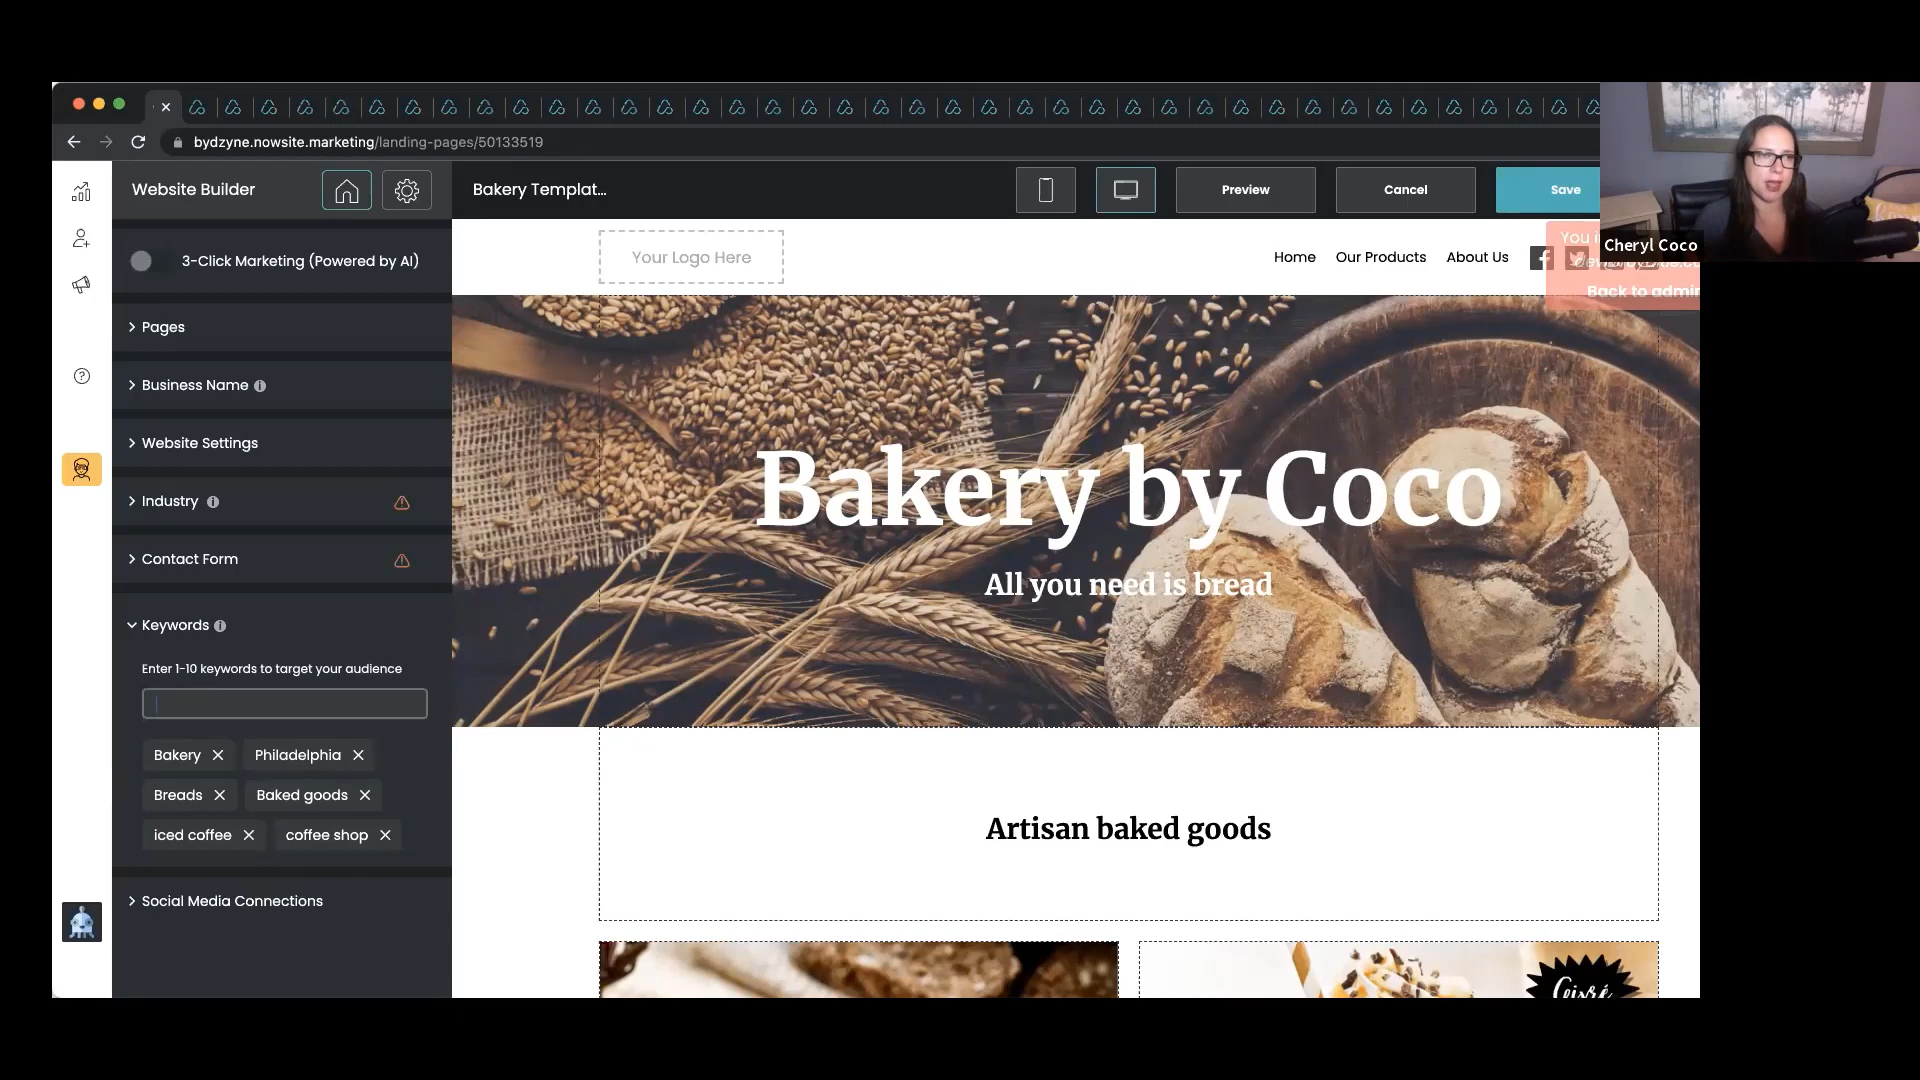 bydzyne.nowsite.marketing/landing-pages/50133519
Website Builder
Bakery Templat...
Preview
Cancel
Save
3-Click Marketing (Powered by AI)
Pages
Business Name
Website Settings
Industry
Contact Form
Keywords
Enter 1-10 keywords to target your audience
Bakery
Philadelphia
Breads
Baked goods
iced coffee
coffee shop
Social Media Connections
Your Logo Here
Home
Our Products
About Us
You
Cheryl Coco
Back to admin
Bakery by Coco
All you need is bread
Artisan baked goods